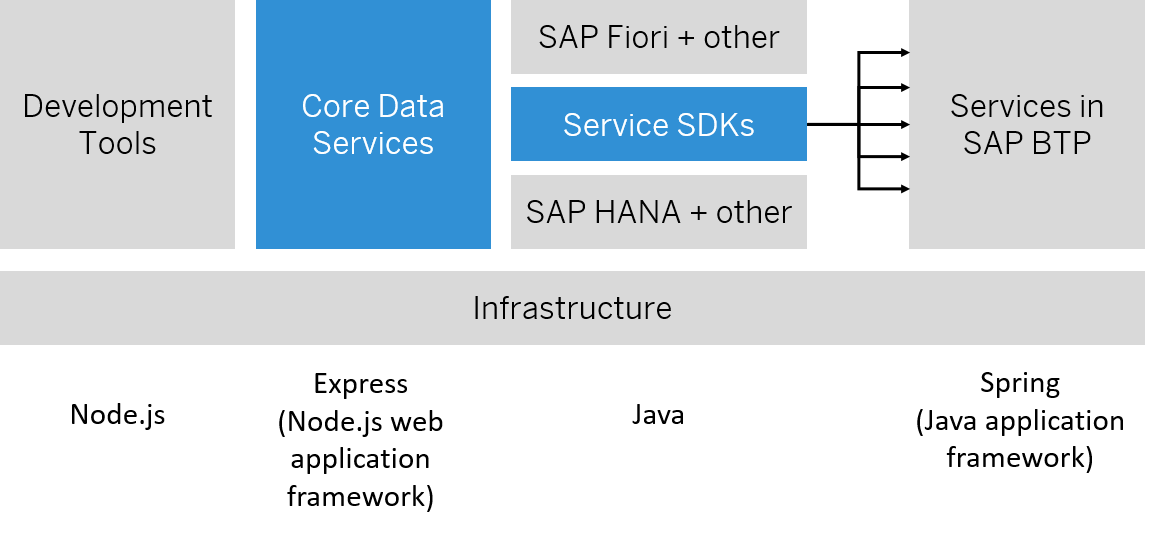 Development
Tools
Core Data
Services
SAP Fiori + other
Service SDKs
SAP HANA + other
Services in
SAP BTP
Infrastructure
Node.js
Express
(Node.js web
application
framework)
Java
Spring
(Java application
framework)